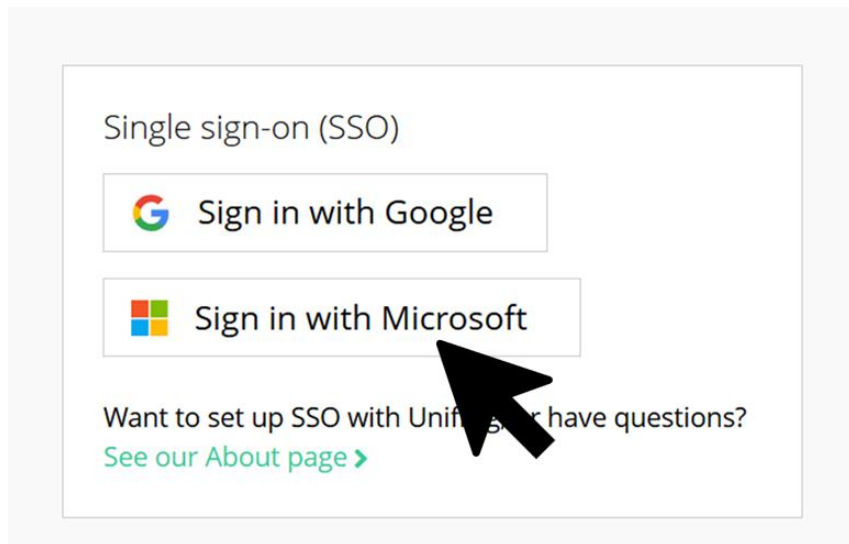 Single sign-on (SSO)
Sign in with Google
Sign in with Microsoft
Want to set up SSO with have questions?
See our About page